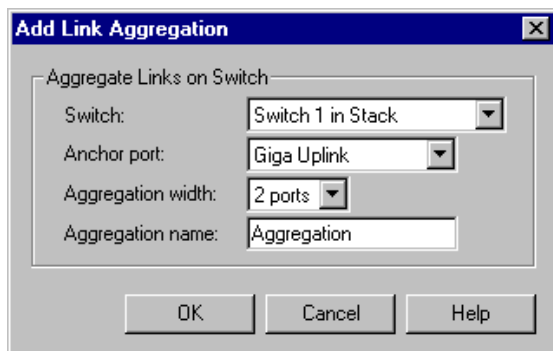 Add Link Aggregation
Aggregate Links on Switch
Switch: Switch 1 in Stack
Anchor port: Giga Uplink
Aggregation width: 2 ports
Aggregation name: Aggregation
OK Cancel Help